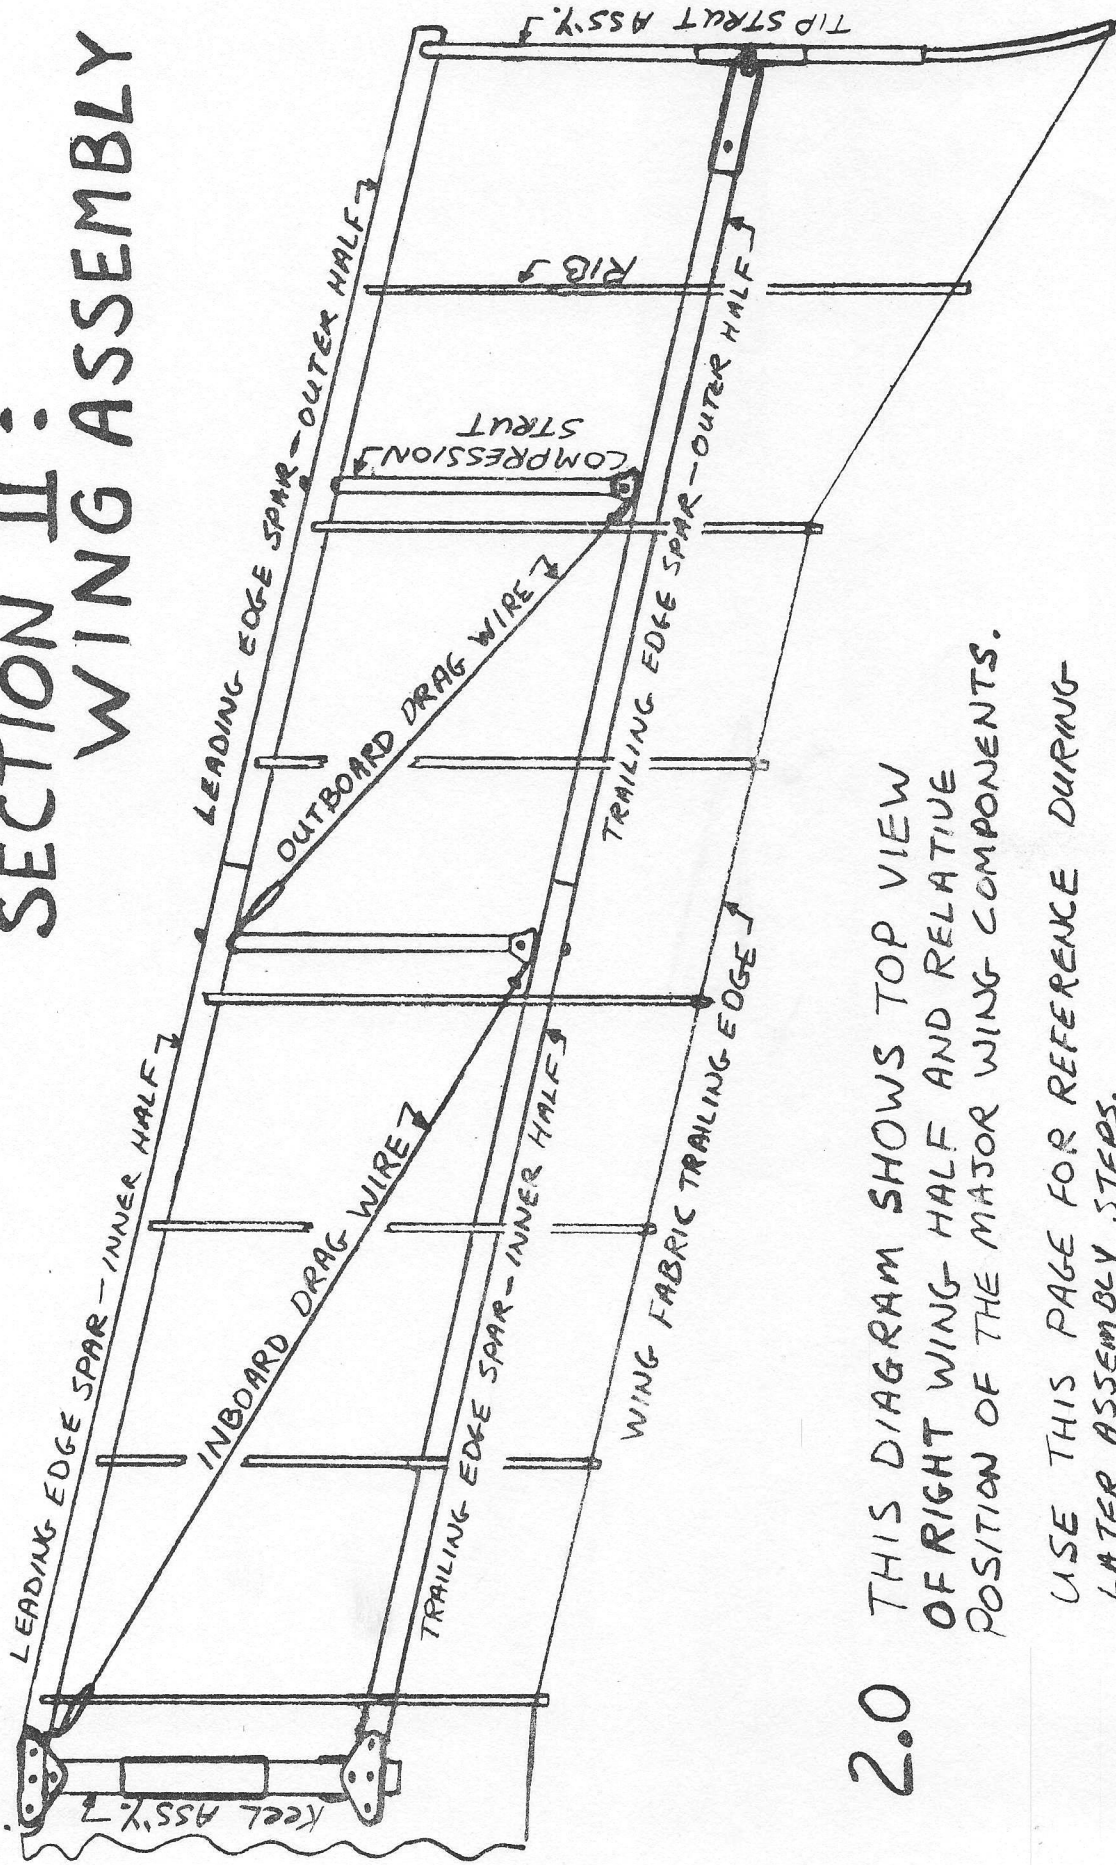 SECTION II:
WING ASSEMBLY
LEADING EDGE SPAR-INNER HALF
LEADING EDGE SPAR-OUTER HALF
KEEL ASS'Y.
INBOARD DRAG WIRE
OUTBOARD DRAG WIRE
COMPRESSION
STRUT
RIB
TIP STRUT ASS'Y.
TRAILING EDGE SPAR-INNER HALF
TRAILING EDGE SPAR-OUTER HALF
WING FABRIC TRAILING EDGE
2.0 THIS DIAGRAM SHOWS TOP VIEW
OF RIGHT WING HALF AND RELATIVE
POSITION OF THE MAJOR WING COMPONENTS.
USE THIS PAGE FOR REFERENCE DURING
LATER ASSEMBLY STEPS.